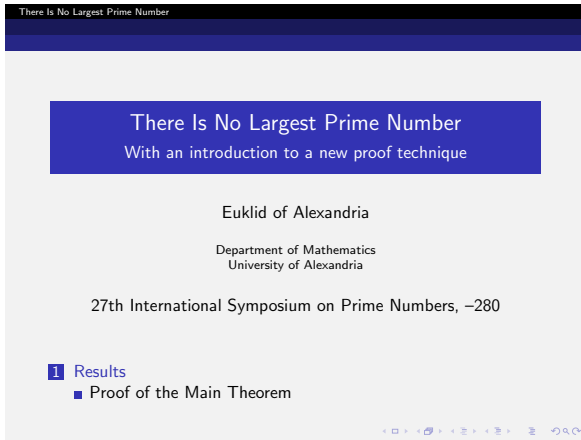 There Is No Largest Prime Number
There Is No Largest Prime Number
With an introduction to a new proof technique
Euklid of Alexandria
Department of Mathematics
University of Alexandria
27th International Symposium on Prime Numbers, –280
1 Results
Proof of the Main Theorem